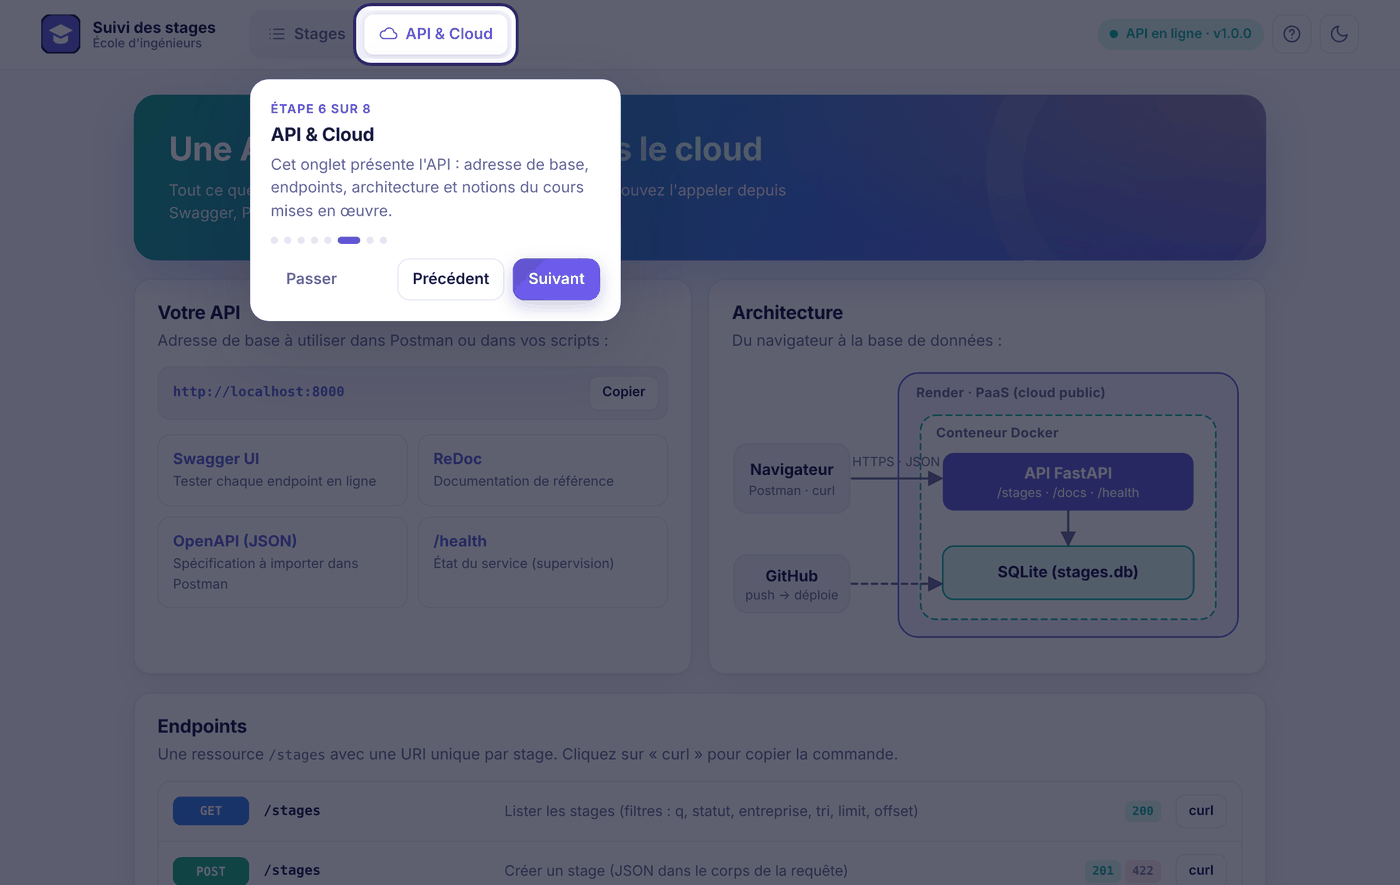 Suivi des stages
École d'ingénieurs
Stages
API & Cloud
API en ligne · v1.0.0
ÉTAPE 6 SUR 8
API & Cloud
Cet onglet présente l'API : adresse de base,
endpoints, architecture et notions du cours
mises en œuvre.
Passer
Précédent
Suivant
Une
s le cloud
Tout ce que
ouvez l'appeler depuis
Swagger, P
Votre API
Adresse de base à utiliser dans Postman ou dans vos scripts :
http://localhost:8000
Copier
Swagger UI
Tester chaque endpoint en ligne
ReDoc
Documentation de référence
OpenAPI (JSON)
Spécification à importer dans
Postman
/health
État du service (supervision)
Architecture
Du navigateur à la base de données :
Render · PaaS (cloud public)
Conteneur Docker
Navigateur
Postman · curl
HTTPS · JSON
API FastAPI
/stages · /docs · /health
GitHub
push → déploie
SQLite (stages.db)
Endpoints
Une ressource /stages avec une URI unique par stage. Cliquez sur « curl » pour copier la commande.
GET /stages Lister les stages (filtres : q, statut, entreprise, tri, limit, offset) 200 curl
POST /stages Créer un stage (JSON dans le corps de la requête) 201 422 curl